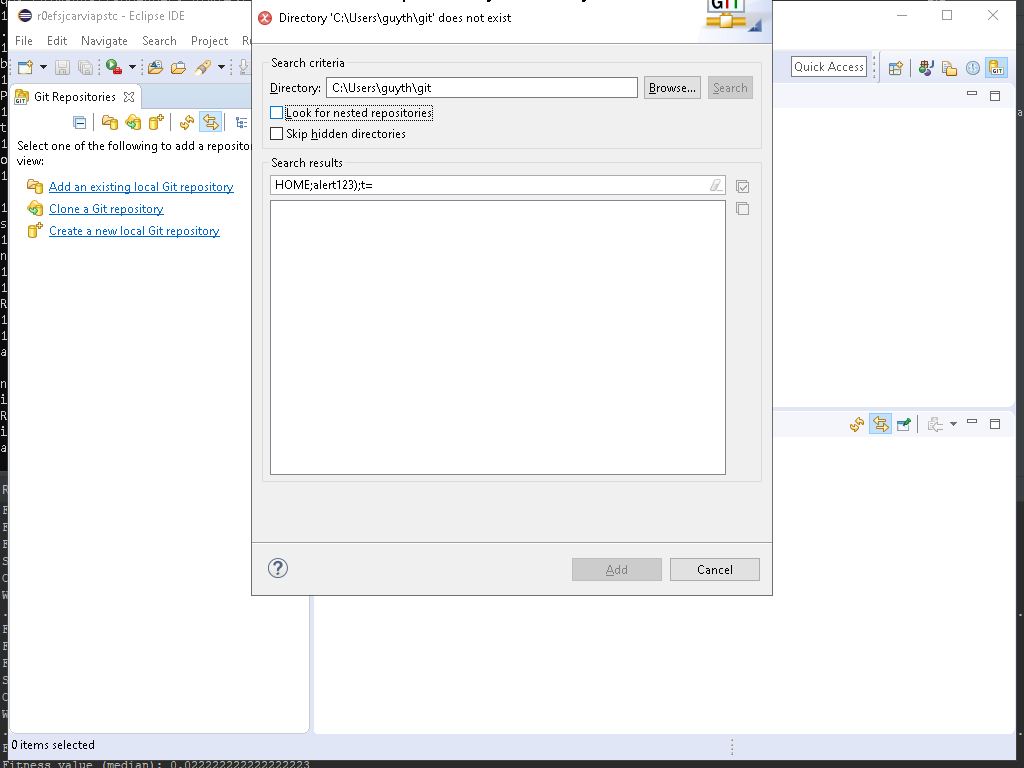 r0efsjcarviapstc - Eclipse IDE
File Edit Navigate Search Project
Quick Access
Git Repositories
Select one of the following to add a
view:
Add an existing local Git repository
Clone a Git repository
Create a new local Git repository
Directory 'C:\Users\guyth\git' does not exist
GIT
Search criteria
Directory: C:\Users\guyth\git Browse... Search
Look for nested repositories
Skip hidden directories
Search results
HOME;alert123);t=
Add Cancel
0 items selected
Fitness value (median): 0.022222222222222223